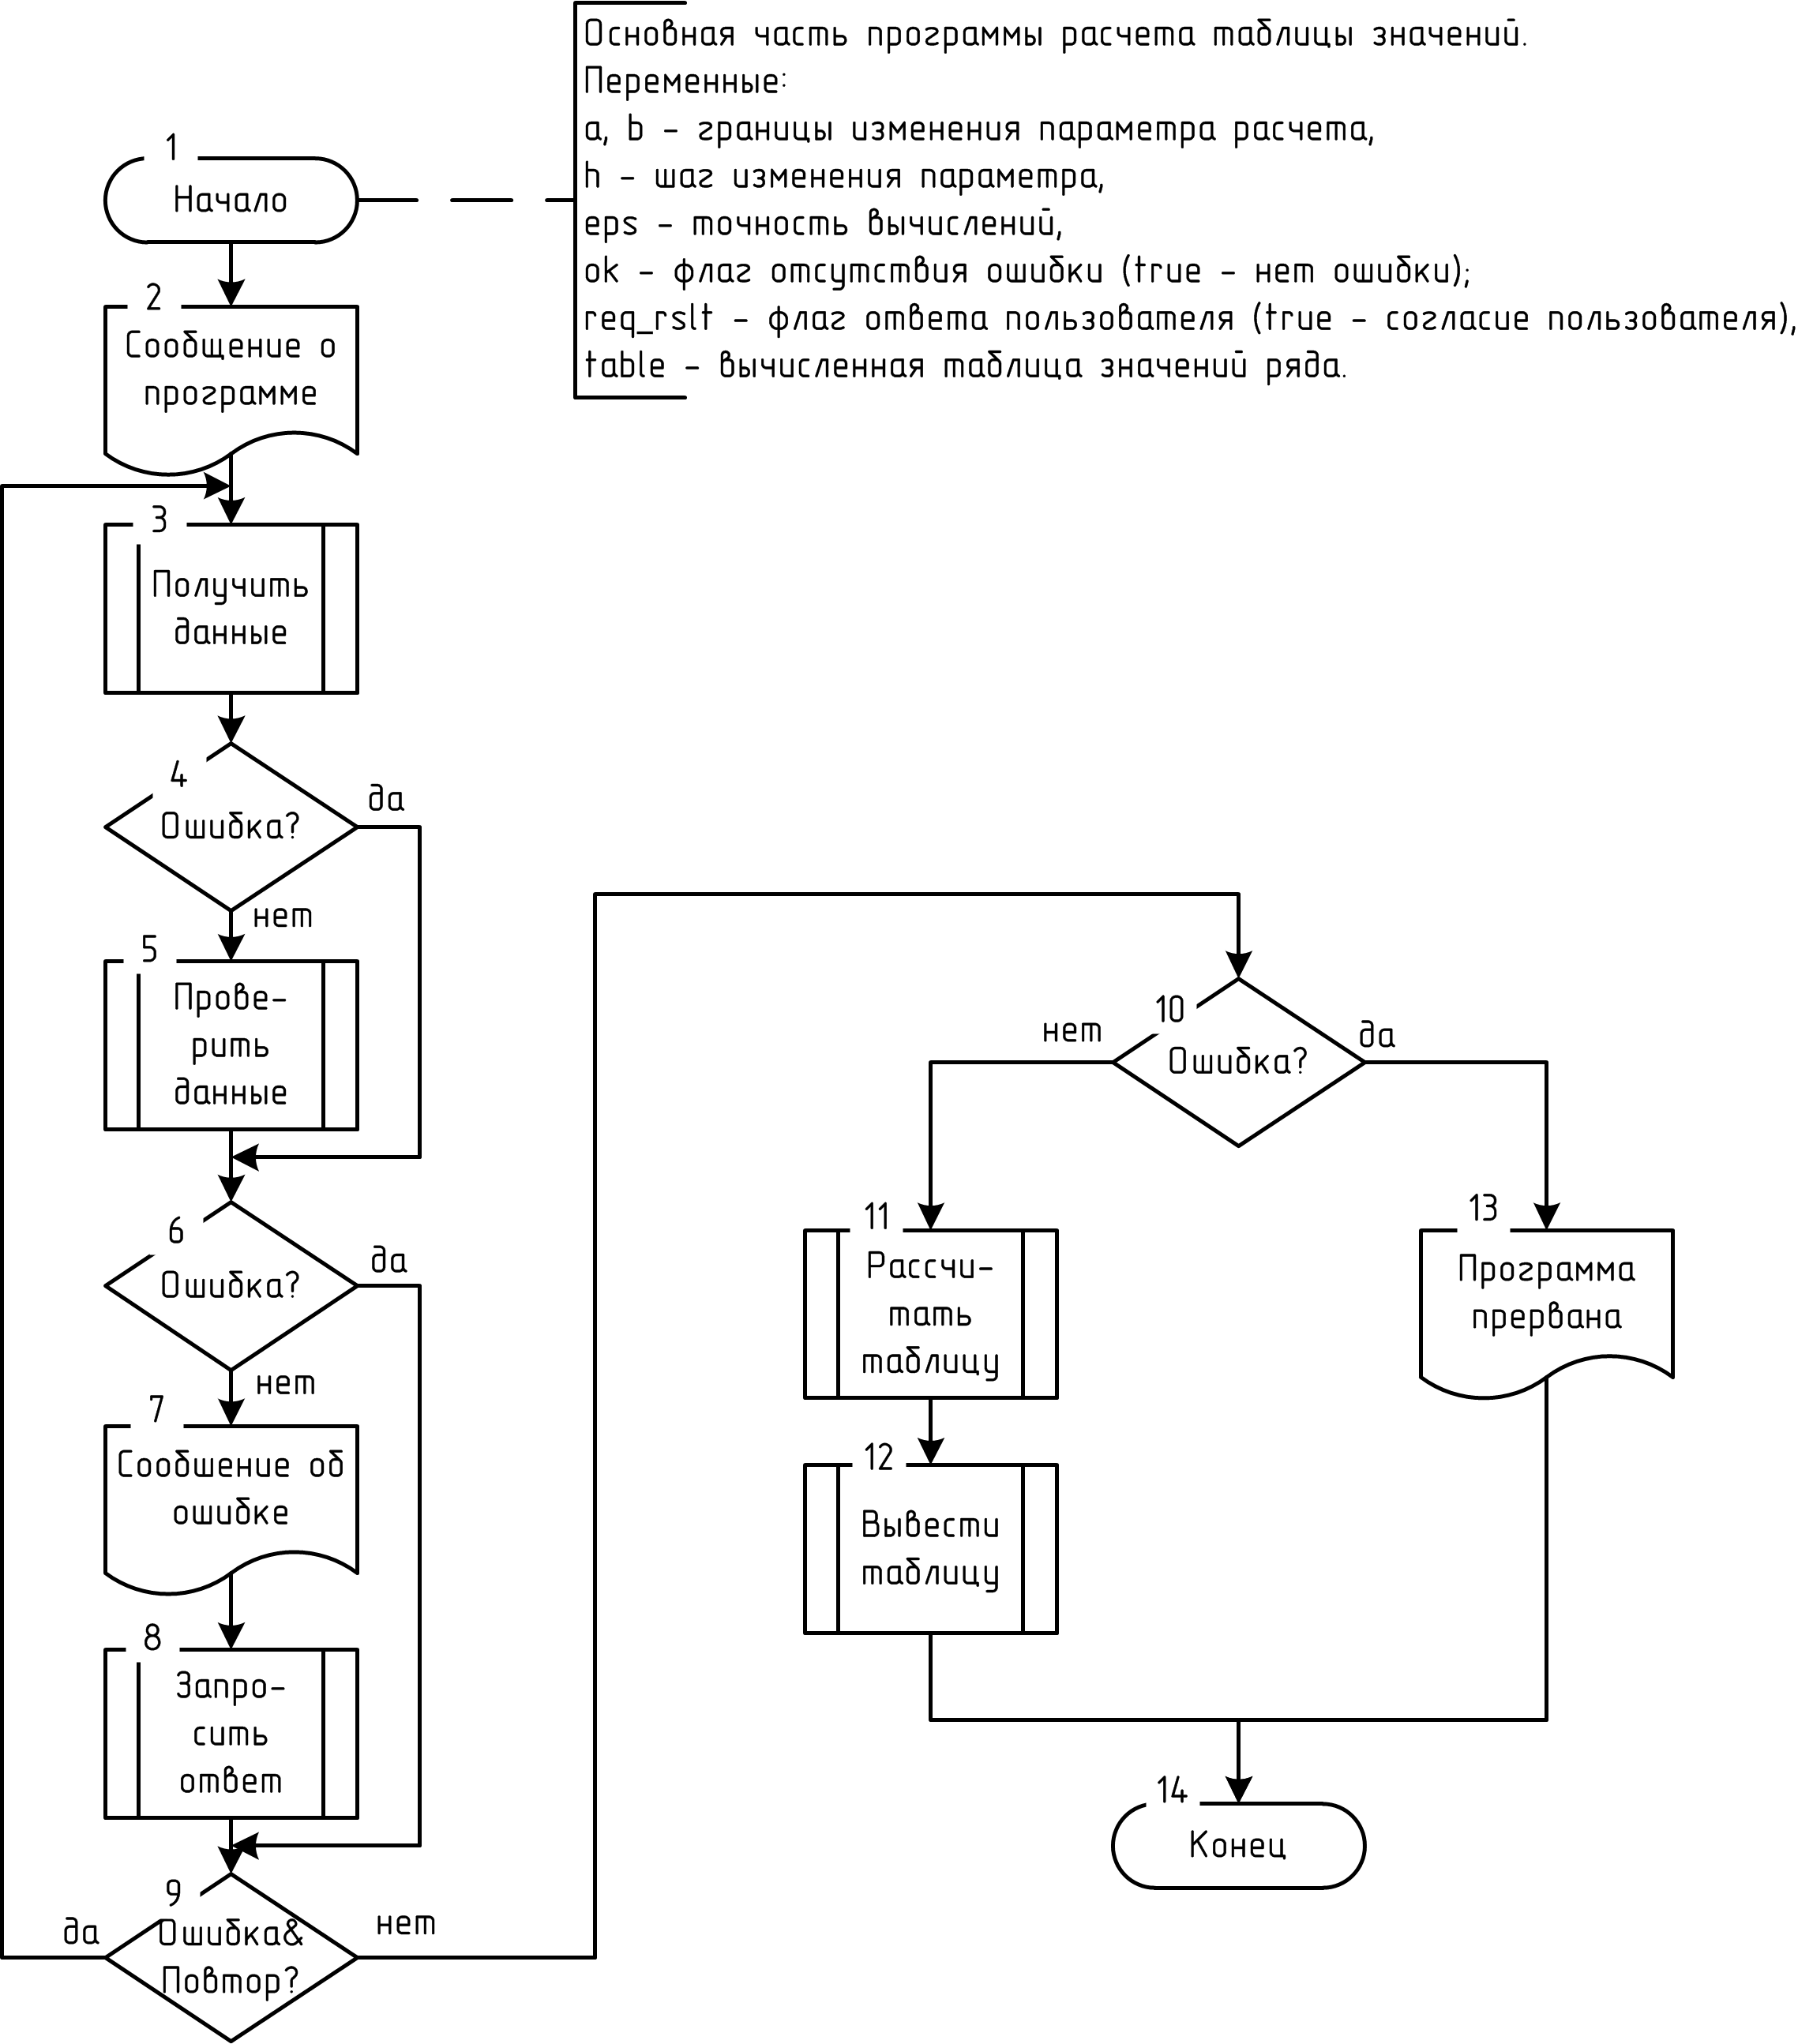 Основная часть программы расчета таблицы значений.
Переменные:
a, b - границы изменения параметра расчета,
h - шаг изменения параметра,
eps - точность вычислений,
ok - флаг отсутствия ошибки (true - нет ошибки);
req_rslt - флаг ответа пользователя (true - согласие пользователя),
table - вычисленная таблица значений ряда.
1
Начало
2
Сообщение о
программе
3
Получить
данные
4
Ошибка?
да
нет
5
Прове-
рить
данные
6
Ошибка?
да
нет
7
Сообшение об
ошибке
8
Запро-
сить
ответ
9
Ошибка&
Повтор?
да
нет
10
Ошибка?
нет
да
11
Рассчи-
тать
таблицу
12
Вывести
таблицу
13
Программа
прервана
14
Конец